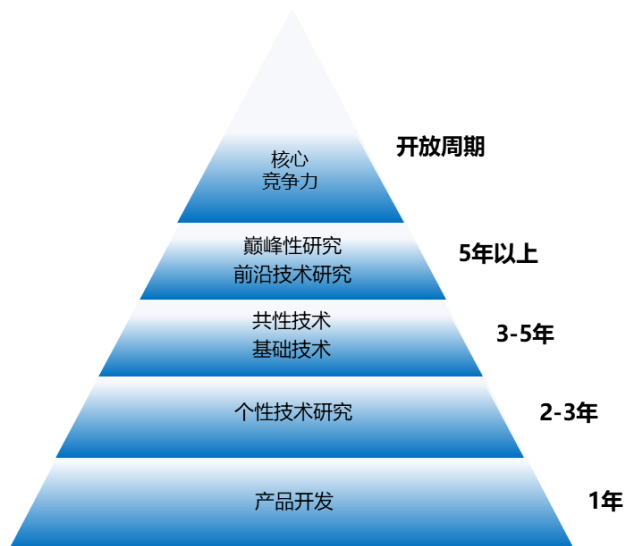 开放周期
核心
竞争力
巅峰性研究
前沿技术研究
5年以上
共性技术
基础技术
3-5年
个性技术研究
2-3年
产品开发
1年